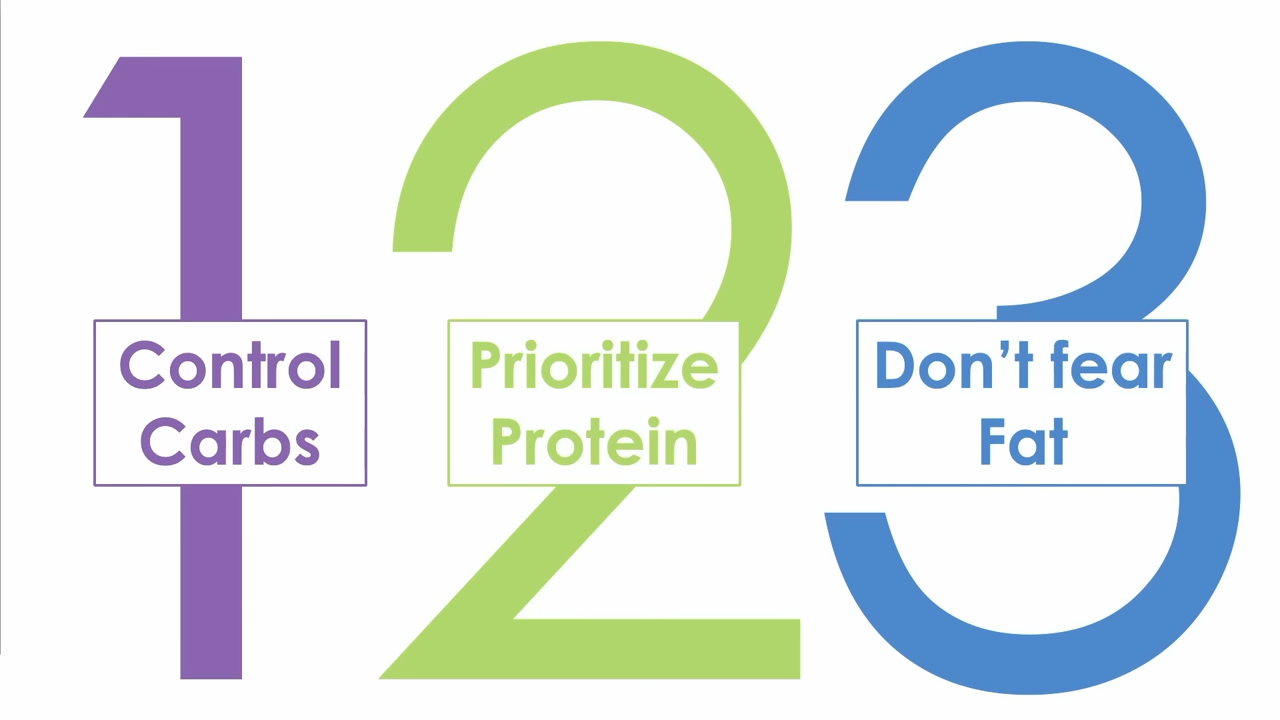 1 2 3
Control
Carbs
Prioritize
Protein
Don’t fear
Fat